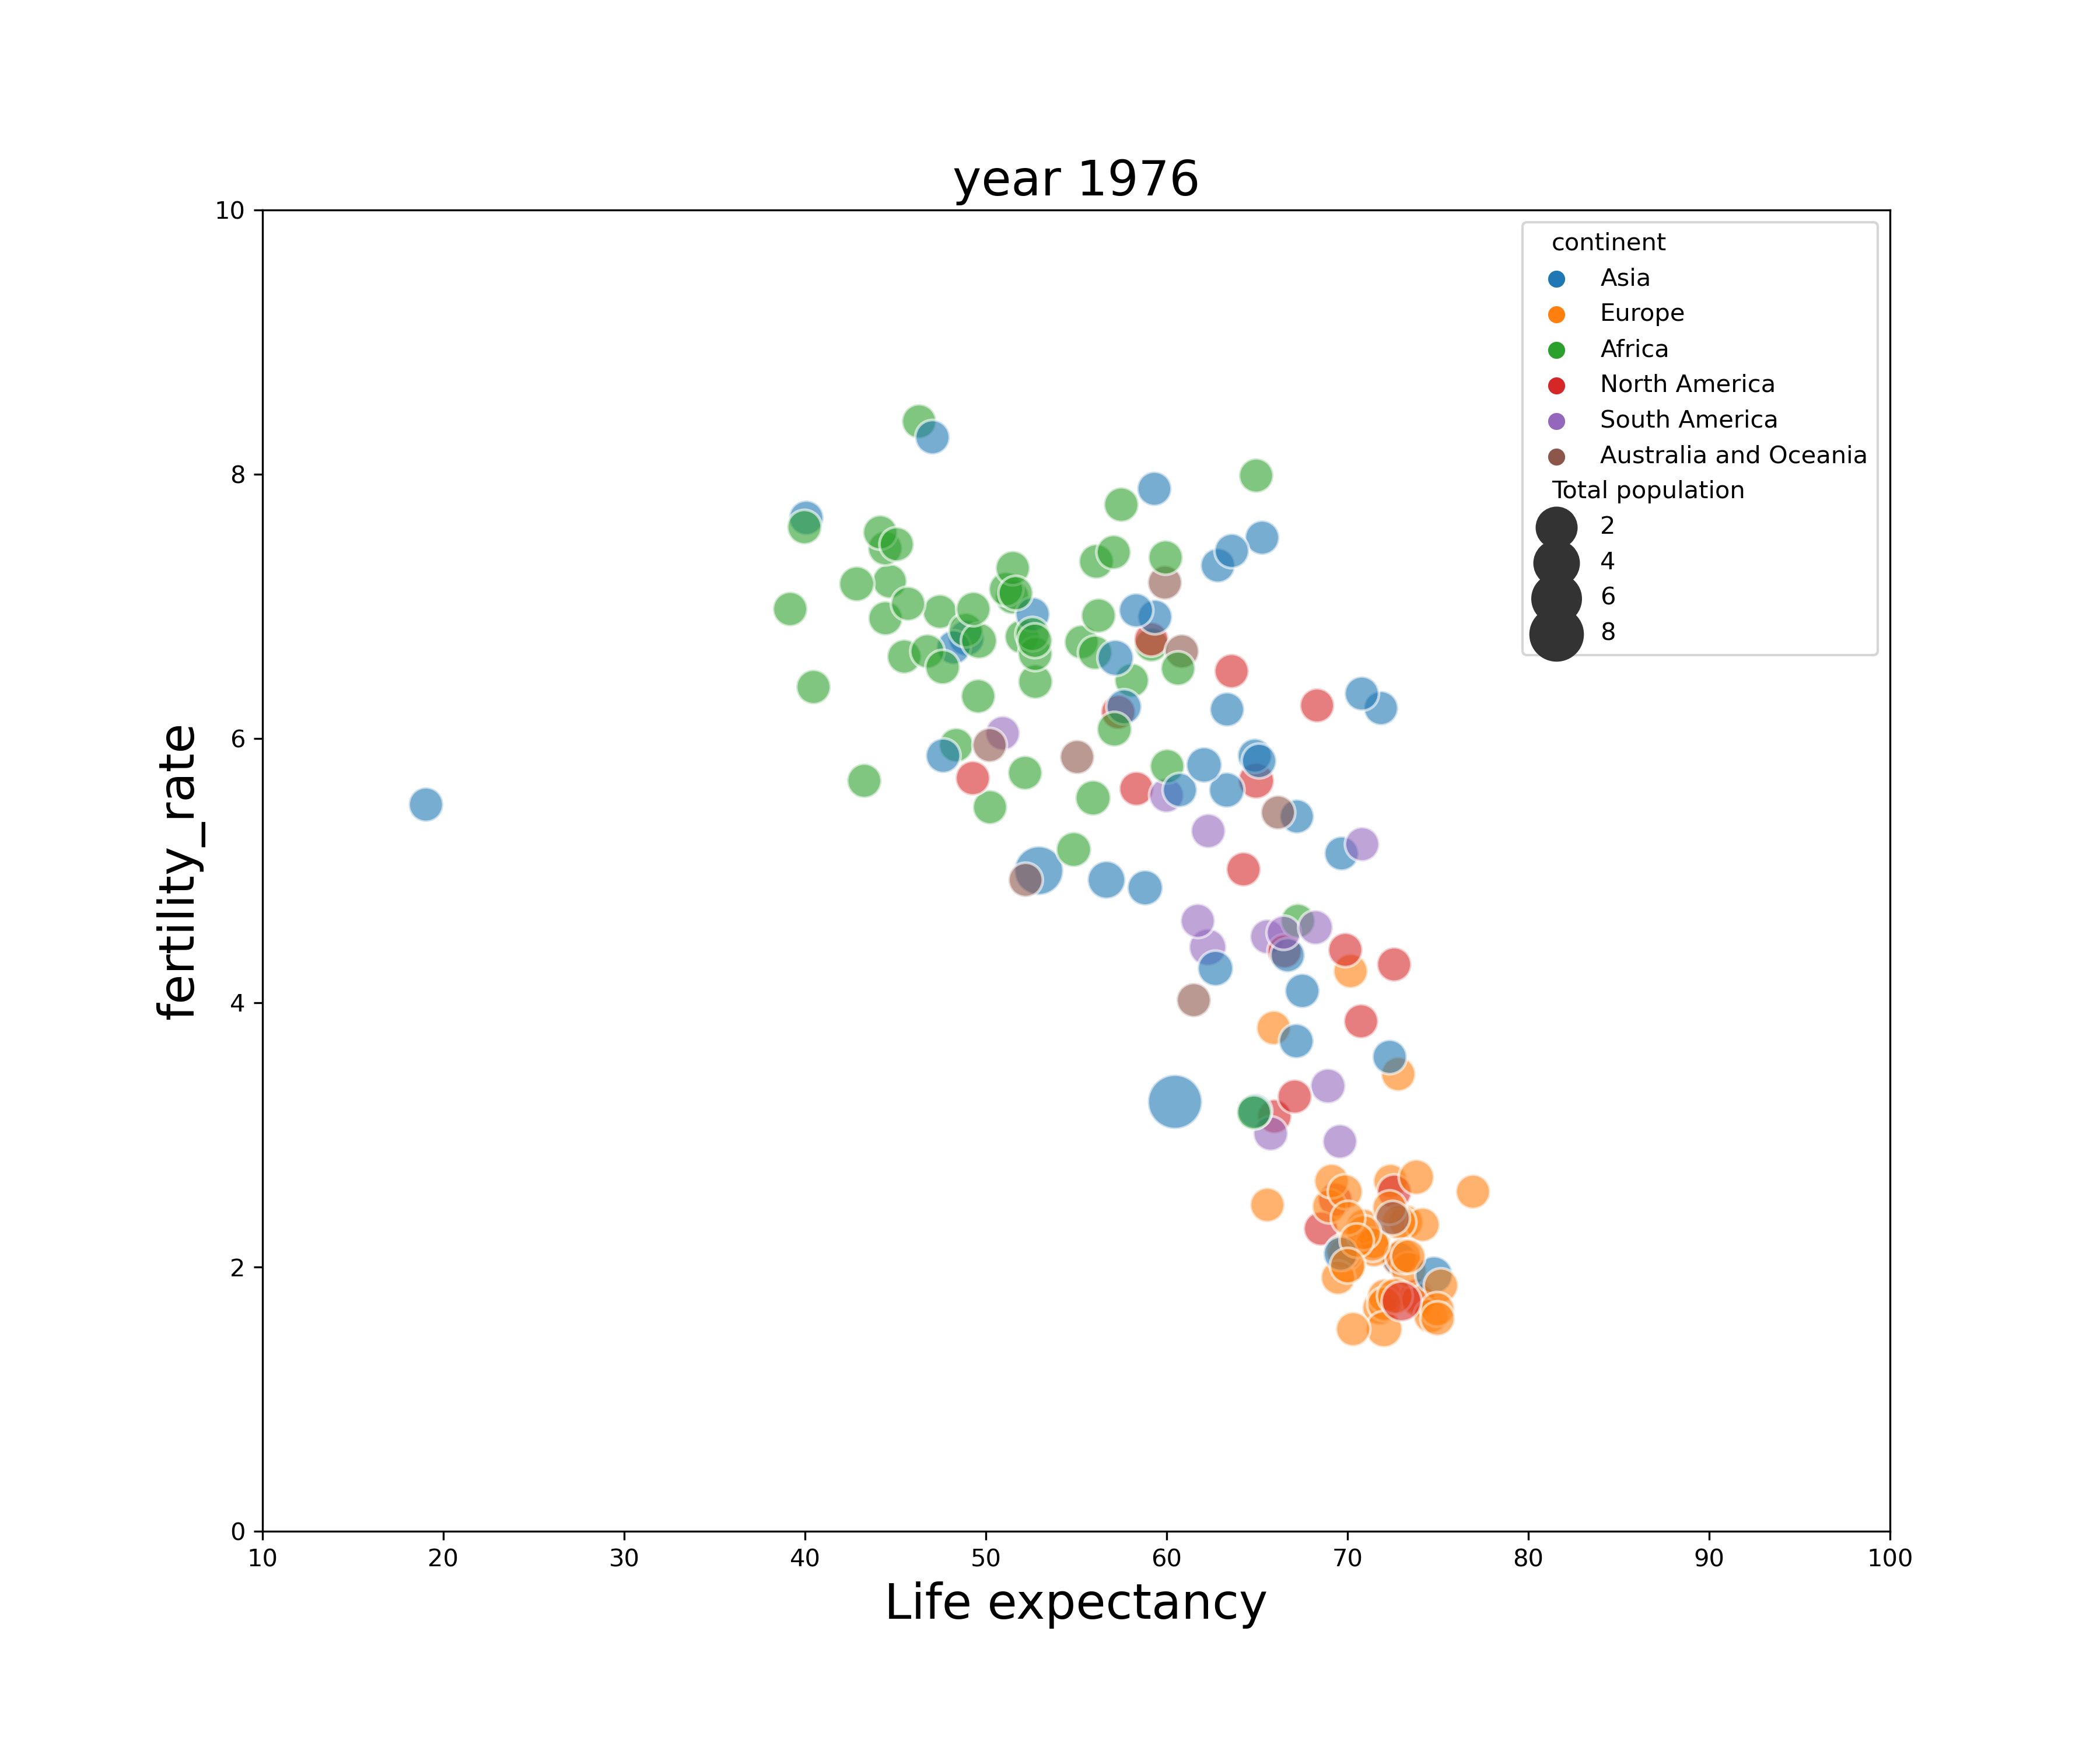 year 1976
10
8
6
4
2
0
fertility_rate
10 20 30 40 50 60 70 80 90 100
Life expectancy
continent
Asia
Europe
Africa
North America
South America
Australia and Oceania
Total population
2
4
6
8